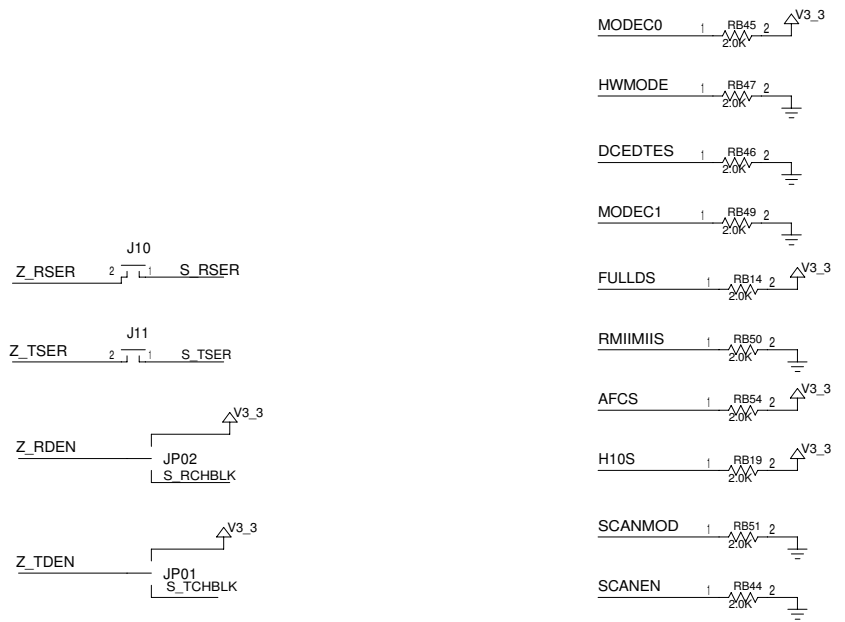 MODEC0 1 RB45 2 V3_3
2.0K
HWMODE 1 RB47 2
2.0K
DCEDTES 1 RB46 2
2.0K
MODEC1 1 RB49 2
2.0K
FULLDS 1 RB14 2 V3_3
2.0K
RMIIMIIS 1 RB50 2
2.0K
AFCS 1 RB54 2 V3_3
2.0K
H10S 1 RB19 2 V3_3
2.0K
SCANMOD 1 RB51 2
2.0K
SCANEN 1 RB44 2
2.0K
J10
Z_RSER 2 1 S_RSER
J11
Z_TSER 2 1 S_TSER
V3_3
Z_RDEN
JP02
S_RCHBLK
V3_3
Z_TDEN
JP01
S_TCHBLK